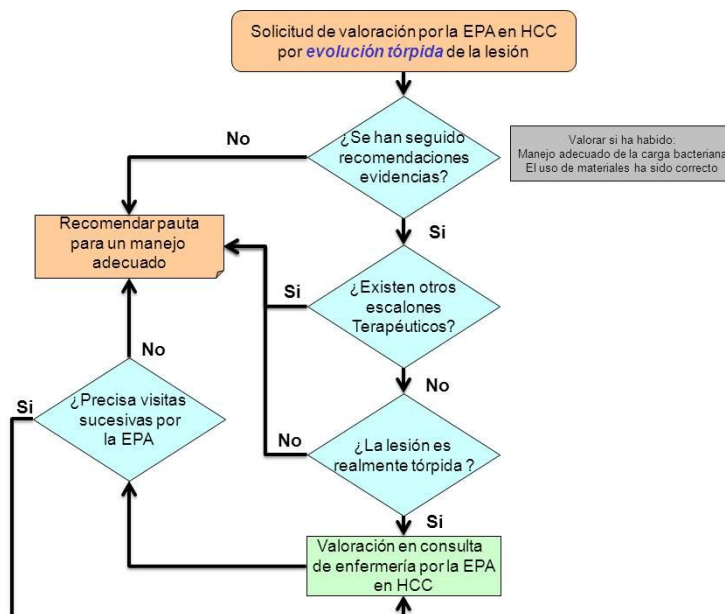 Solicitud de valoración por la EPA en HCC
por evolución tórpida de la lesión
No
¿Se han seguido
recomendaciones
evidencias?
Valorar si ha habido:
Manejo adecuado de la carga bacteriana
El uso de materiales ha sido correcto
Recomendar pauta
para un manejo
adecuado
Si
Si
¿Existen otros
escalones
Terapéuticos?
No
No
Si
¿Precisa visitas
sucesivas por
la EPA
No
¿La lesión es
realmente tórpida ?
Si
Valoración en consulta
de enfermería por la EPA
en HCC